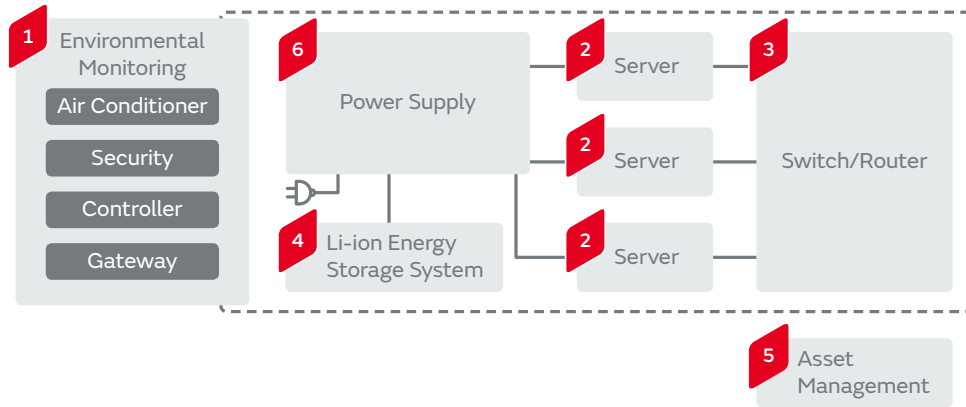 1
Environmental
Monitoring
Air Conditioner
Security
Controller
Gateway
6
Power Supply
4
Li-ion Energy
Storage System
2
Server
2
Server
2
Server
3
Switch/Router
5
Asset
Management